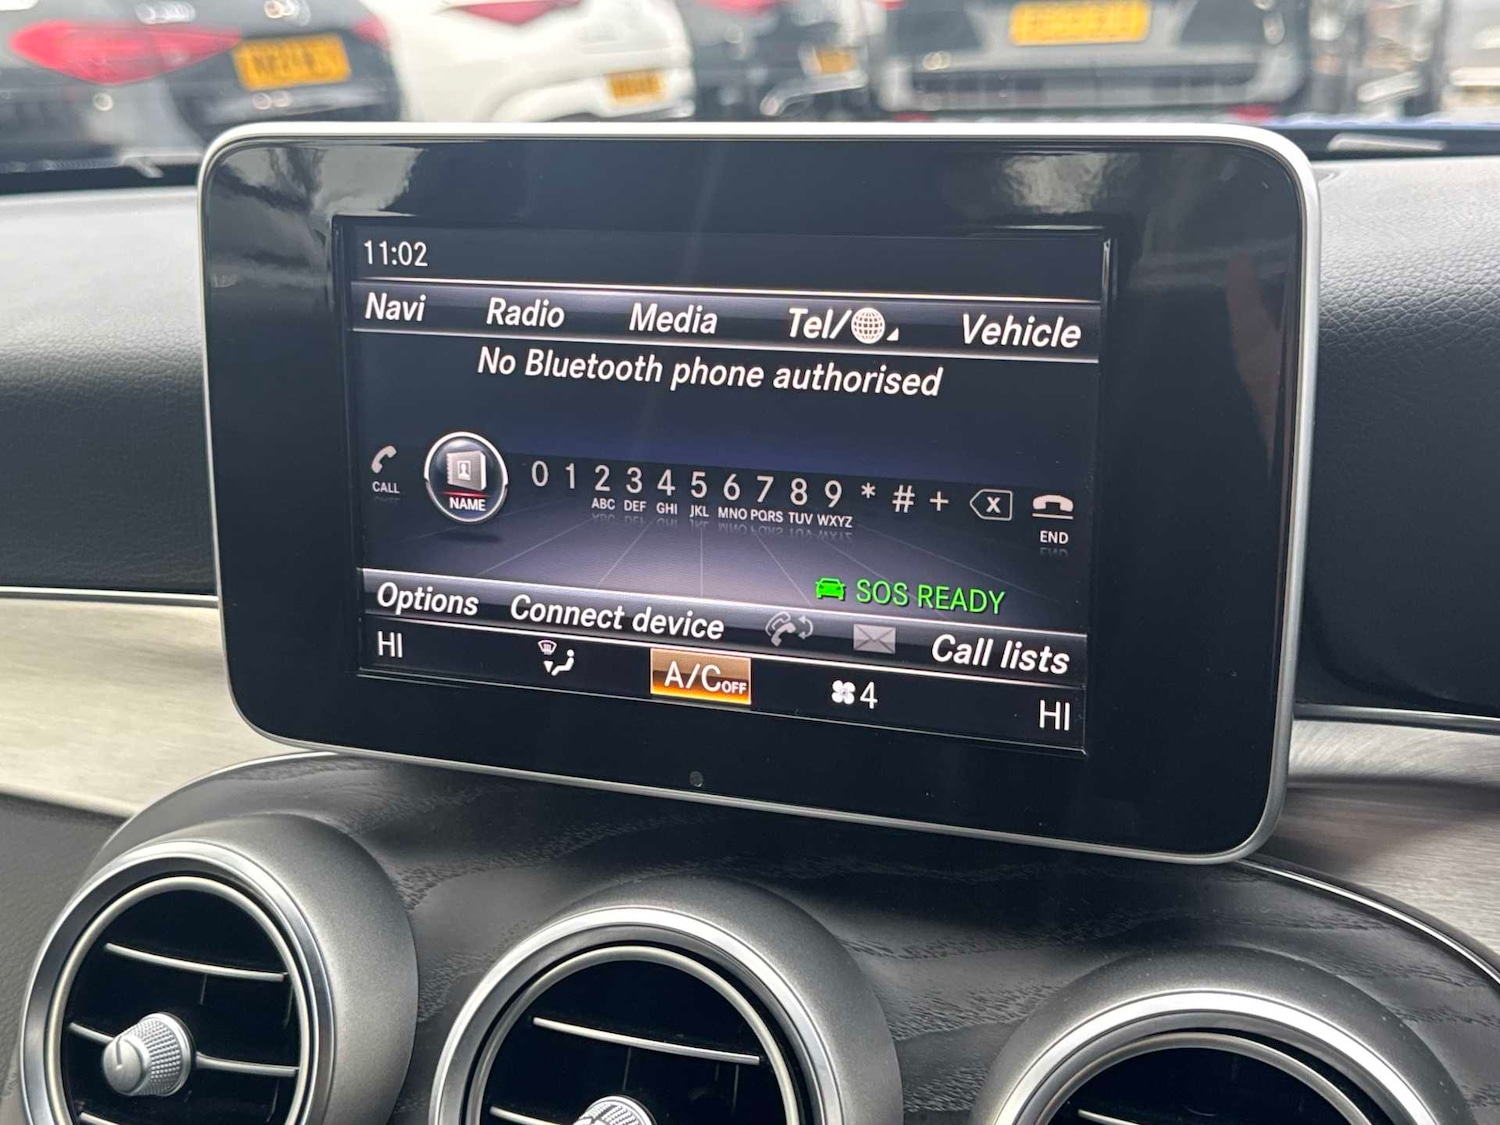 11:02
Navi Radio Media Tel/ Vehicle
No Bluetooth phone authorised
0 1 2 3 4 5 6 7 8 9 * # +
ABC DEF GHI JKL MNO PQRS TUV WXYZ
CALL
NAME
X
END
SOS READY
Options Connect device Call lists
HI A/C OFF 4 HI